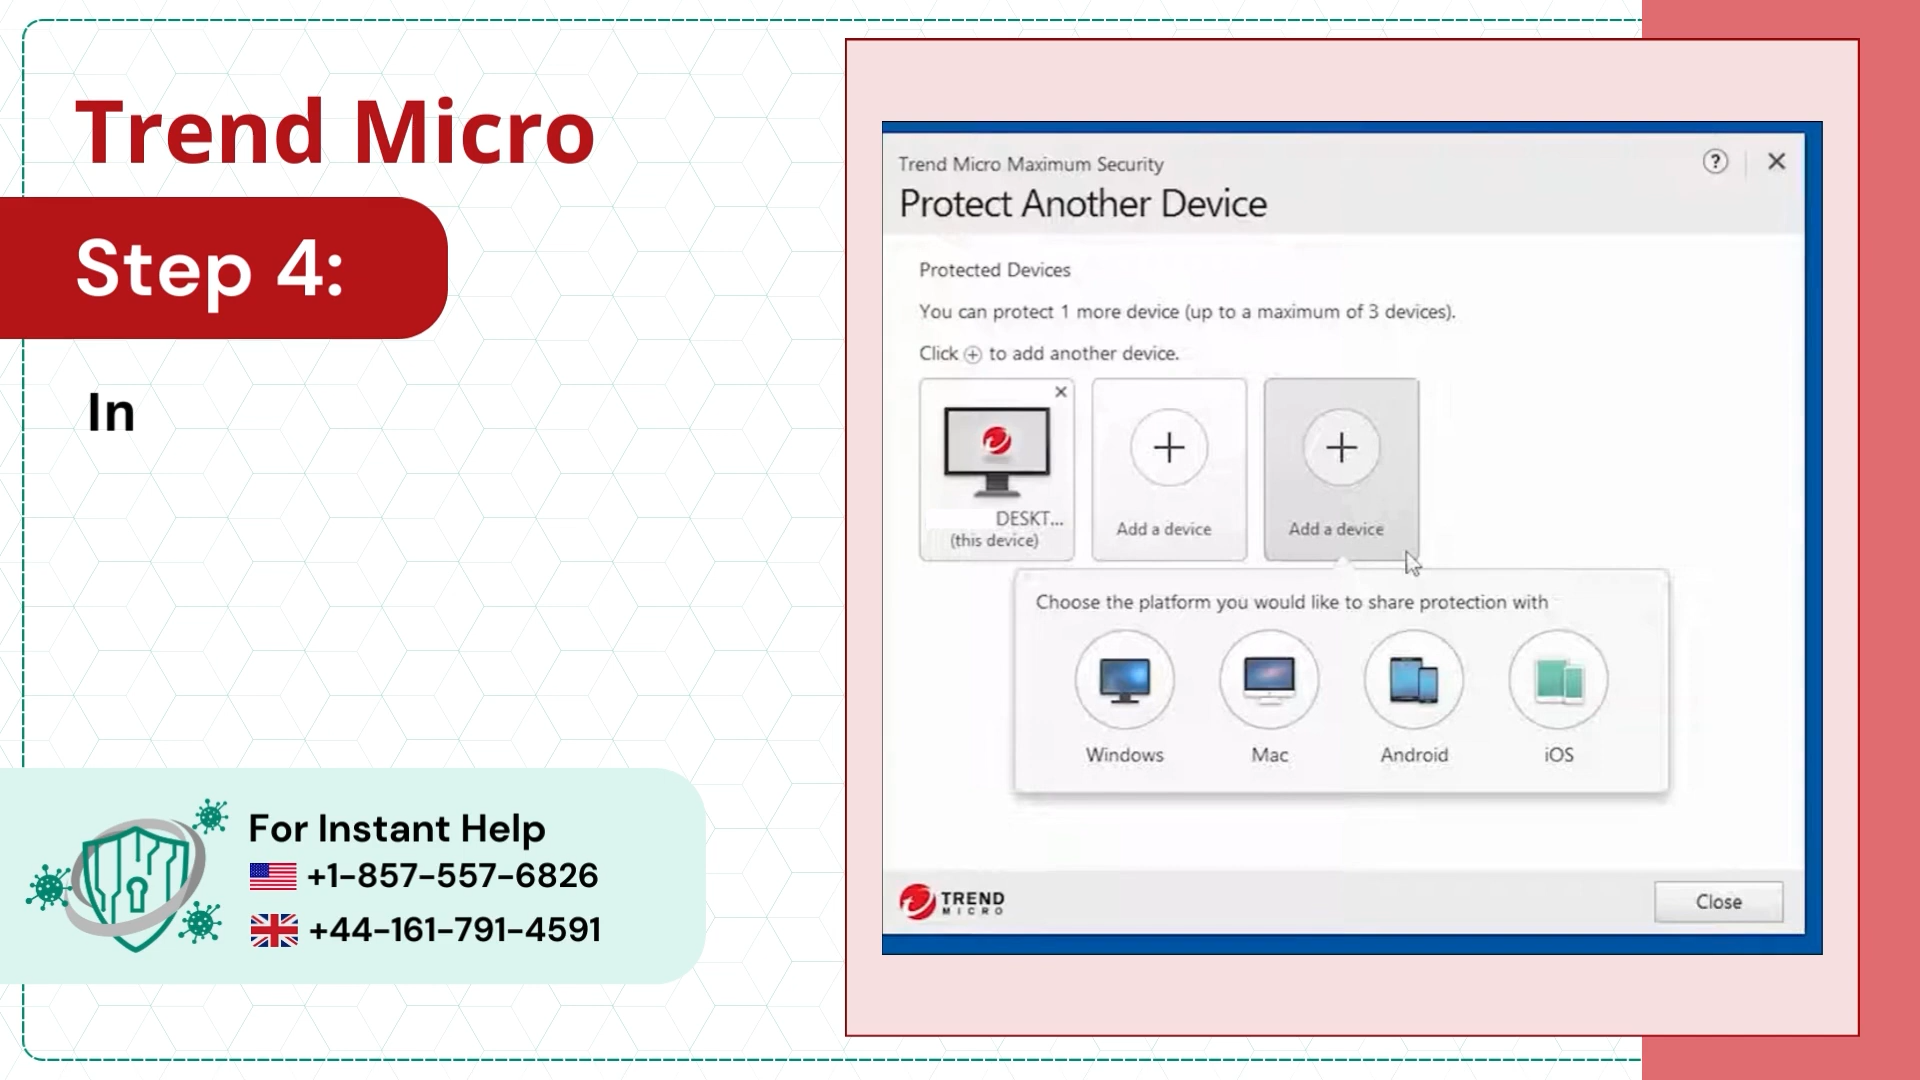 Trend Micro
Step 4:
In
For Instant Help
+1-857-557-6826
+44-161-791-4591
Trend Micro Maximum Security
?
Protect Another Device
Protected Devices
You can protect 1 more device (up to a maximum of 3 devices).
Click + to add another device.
DESKT...
(this device)
Add a device
Add a device
Choose the platform you would like to share protection with
Windows
Mac
Android
iOS
TREND
MICRO
Close